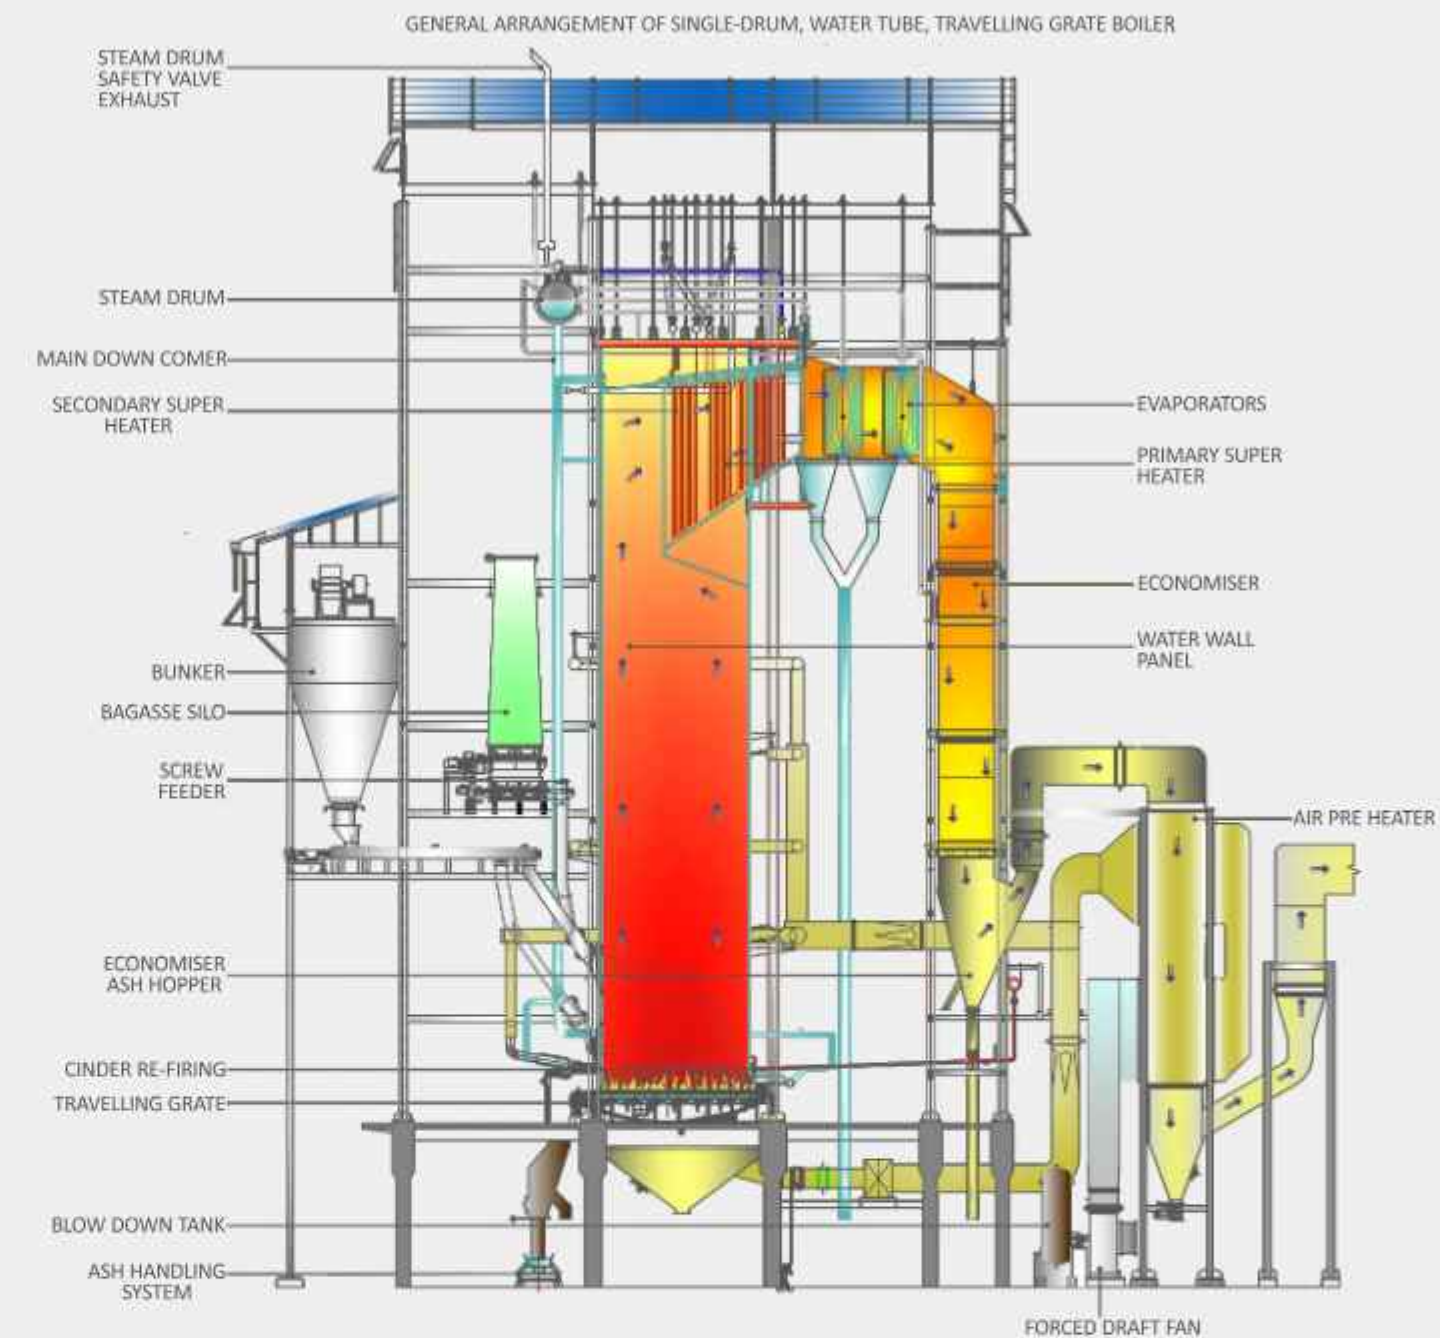 GENERAL ARRANGEMENT OF SINGLE-DRUM, WATER TUBE, TRAVELLING GRATE BOILER
STEAM DRUM
SAFETY VALVE
EXHAUST
STEAM DRUM
MAIN DOWN COMER
SECONDARY SUPER
HEATER
BUNKER
BAGASSE SILO
SCREW
FEEDER
ECONOMISER
ASH HOPPER
CINDER RE-FIRING
TRAVELLING GRATE
BLOW DOWN TANK
ASH HANDLING
SYSTEM
EVAPORATORS
PRIMARY SUPER
HEATER
ECONOMISER
WATER WALL
PANEL
AIR PRE HEATER
FORCED DRAFT FAN